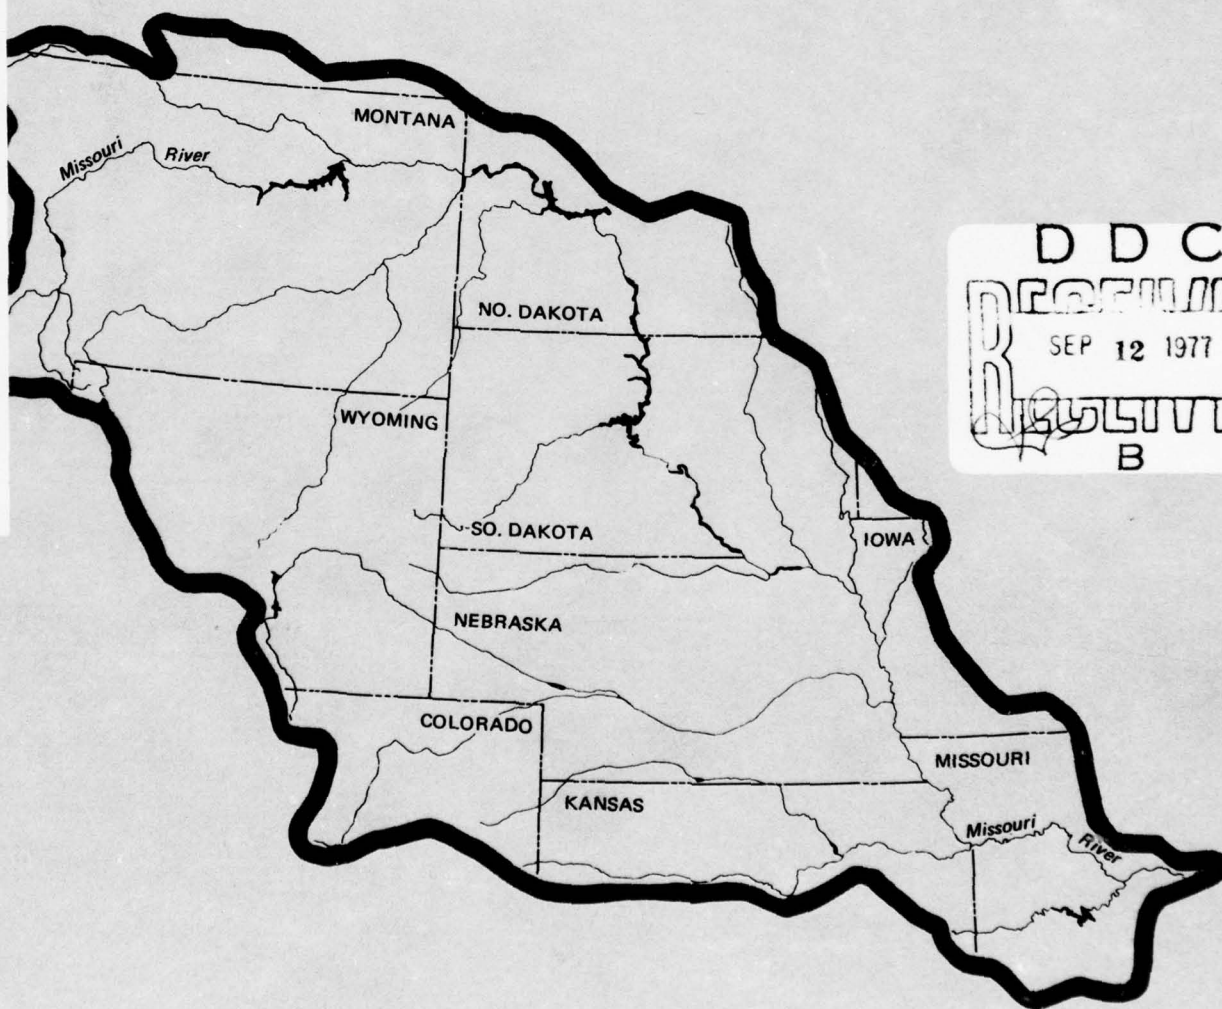 MONTANA
Missouri River
D D C
NO. DAKOTA
SEP 12 1977
WYOMING
B
SO. DAKOTA
IOWA
NEBRASKA
COLORADO
MISSOURI
KANSAS
Missouri River